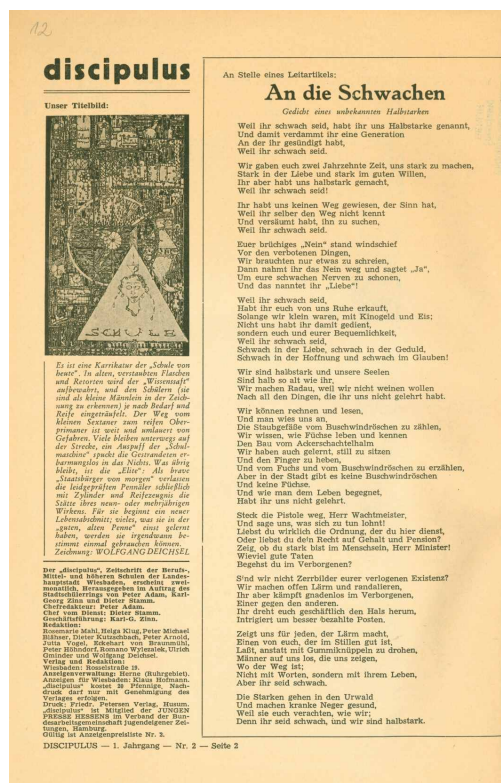 12
discipulus
Unser Titelbild:
SCHULE
Es ist eine Karrikatur der „Schule von
heute". In alten, verstaubten Flaschen
und Retorten wird der „Wissenssaft"
aufbewahrt, und den Schülern (sie
sind als kleine Männlein in der Zeich-
nung zu erkennen) je nach Bedarf und
Reife eingeträufelt. Der Weg vom
kleinen Sextaner zum reifen Ober-
primaner ist weit und umlauert von
Gefahren. Viele bleiben unterwegs auf
der Strecke, ein Auspuff der „Schul-
maschine" spuckt die Gestrandeten er-
barmungslos in das Nichts. Was übrig
bleibt, ist die „Elite": Als brave
„Staatsbürger von morgen" verlassen
die leidgeprüften Pennäler schließlich
mit Zylinder und Reifezeugnis die
Stätte ihres neun- oder mehrjährigen
Wirkens. Für sie beginnt ein neuer
Lebensabschnitt; vieles, was sie in der
"guten, alten Penne" einst gelernt
haben, werden sie irgendwann be-
stimmt einmal gebrauchen können.
Zeichnung: WOLFGANG DEICHSEL
Der „discipulus", Zeitschrift der Berufs-,
Mittel- und höheren Schulen der Landes-
hauptstadt Wiesbaden, erscheint zwei-
monatlich, Herausgegeben im Auftrag des
Stadtschülerrings von Peter Adam, Karl-
Georg Zinn und Dieter Stamm.
Chefredakteur: Peter Adam.
Chef vom Dienst: Dieter Stamm.
Geschäftsführung: Karl-G. Zinn.
Redaktion:
Rosemarie Mahl, Helga Klug, Peter Michael
Bläsner, Dieter Kutzschbach, Peter Arnold,
Jutta Vogel, Eckehart von Beismmühl,
Peter Höhndorf, Romano Wylezalek, Ulrich
Gminder und Wolfgang Deichsel.
Verlag und Redaktion:
Wiesbaden: Rosselstraße 19.
Anzeigenverwaltung: Herne (Ruhrgebiet).
Anzeigen für Wiesbaden: Klaus Hofmann.
„discipulus" kostet 30 Pfennige. Nach-
druck darf nur mit Genehmigung des
Verlages erfolgen.
Druck: Friedr. Petersen Verlag, Husum.
„discipulus" ist Mitglied der JUNGEN
PRESSE HESSENS im Verband der Bun-
desarbeitsgemeinschaft jugendeigener Zei-
tungen, Hamburg.
Gültig ist Anzeigenpreisliste Nr. 2.
DISCIPULUS — 1. Jahrgang — Nr. 2 — Seite 2
An Stelle eines Leitartikels:
An die Schwachen
Gedicht eines unbekannten Halbstarken
Weil ihr schwach seid, habt ihr uns Halbstarke genannt,
Und damit verdammt ihr eine Generation
An der ihr gesündigt habt,
Weil ihr schwach seid.
Wir gaben euch zwei Jahrzehnte Zeit, uns stark zu machen,
Stark in der Liebe und stark im guten Willen,
Ihr aber habt uns halbstark gemacht,
Weil ihr schwach seid!
Ihr habt uns keinen Weg gewiesen, der Sinn hat,
Weil ihr selber den Weg nicht kennt
Und versäumt habt, ihn zu suchen,
Weil ihr schwach seid.
Euer brüchiges „Nein" stand windschief
Vor den verbotenen Dingen,
Wir brauchten nur etwas zu schreien,
Dann nahmt ihr das Nein weg und sagtet „Ja",
Um eure schwachen Nerven zu schonen,
Und das nanntet ihr „Liebe"!
Weil ihr schwach seid,
Habt ihr euch von uns Ruhe erkauft,
Solange wir klein waren, mit Kinogeld und Eis;
Nicht uns habt ihr damit gedient,
sondern euch und eurer Bequemlichkeit,
Weil ihr schwach seid,
Schwach in der Liebe, schwach in der Geduld,
Schwach in der Hoffnung und schwach im Glauben!
Wir sind halbstark und unsere Seelen
Sind halb so alt wie ihr,
Wir machen Radau, weil wir nicht weinen wollen
Nach all den Dingen, die ihr uns nicht gelehrt habt.
Wir können rechnen und lesen,
Und man wies uns an,
Die Staubgefäße vom Buschwindröschen zu zählen,
Wir wissen, wie Füchse leben und kennen
Den Bau vom Ackerschachtelhalm
Wir haben auch gelernt, still zu sitzen
Und den Finger zu heben,
Und vom Fuchs und vom Buschwindröschen zu erzählen,
Aber in der Stadt gibt es keine Buschwindröschen
Und keine Füchse.
Und wie man dem Leben begegnet,
Habt ihr uns nicht gelehrt.
Steck die Pistole weg, Herr Wachtmeister,
Und sage uns, was sich zu tun lohnt!
Liebst du wirklich die Ordnung, der du hier dienst,
Oder liebst du dein Recht auf Gehalt und Pension?
Zeig, ob du stark bist im Menschsein, Herr Minister!
Wieviel gute Taten
Begehst du im Verborgenen?
Sind wir nicht Zerrbilder eurer verlogenen Existenz?
Wir machen offen Lärm und randalieren,
Ihr aber kämpft gnadenlos im Verborgenen,
Einer gegen den anderen.
Ihr dreht euch geschäftlich den Hals herum,
Intrigiert um besser bezahlte Posten.
Zeigt uns für jeden, der Lärm macht,
Einen von euch, der im Stillen gut ist,
Laßt, anstatt mit Gummiknüppeln zu drohen,
Männer auf uns los, die uns zeigen,
Wo der Weg ist;
Nicht mit Worten, sondern mit ihrem Leben,
Aber ihr seid schwach.
Die Starken gehen in den Urwald
Und machen kranke Neger gesund,
Weil sie euch verachten, wie wir;
Denn ihr seid schwach, und wir sind halbstark.